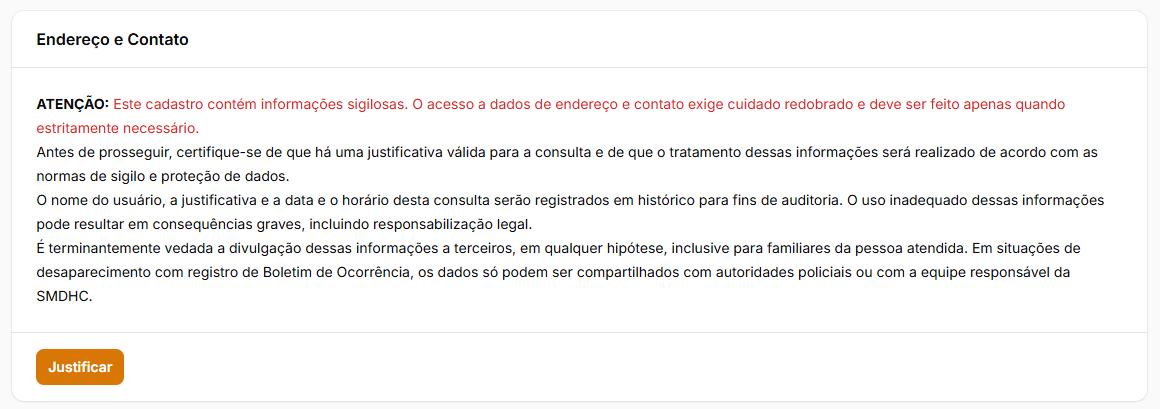 Endereço e Contato
ATENÇÃO: Este cadastro contém informações sigilosas. O acesso a dados de endereço e contato exige cuidado redobrado e deve ser feito apenas quando
estritamente necessário.
Antes de prosseguir, certifique-se de que há uma justificativa válida para a consulta e de que o tratamento dessas informações será realizado de acordo com as
normas de sigilo e proteção de dados.
O nome do usuário, a justificativa e a data e o horário desta consulta serão registrados em histórico para fins de auditoria. O uso inadequado dessas informações
pode resultar em consequências graves, incluindo responsabilização legal.
É terminantemente vedada a divulgação dessas informações a terceiros, em qualquer hipótese, inclusive para familiares da pessoa atendida. Em situações de
desaparecimento com registro de Boletim de Ocorrência, os dados só podem ser compartilhados com autoridades policiais ou com a equipe responsável da
SMDHC.
Justificar